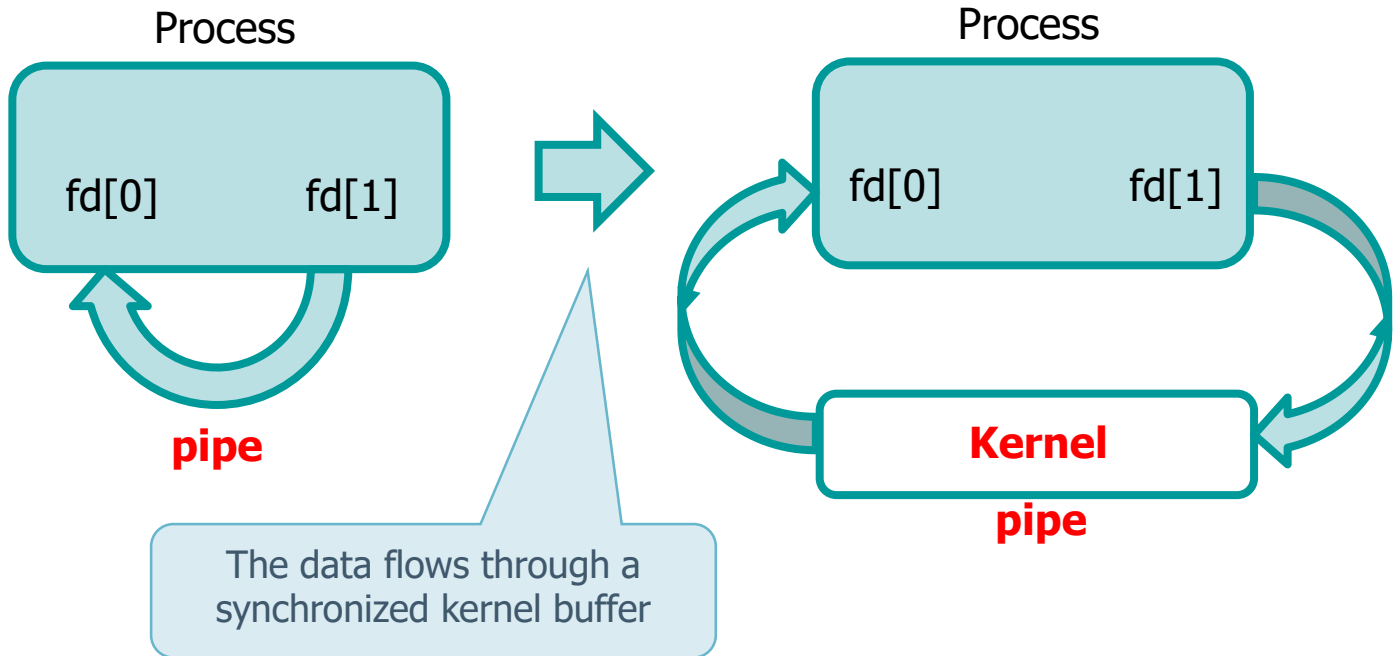 Process
fd[0] fd[1]
pipe
The data flows through a
synchronized kernel buffer
Process
fd[0] fd[1]
Kernel
pipe